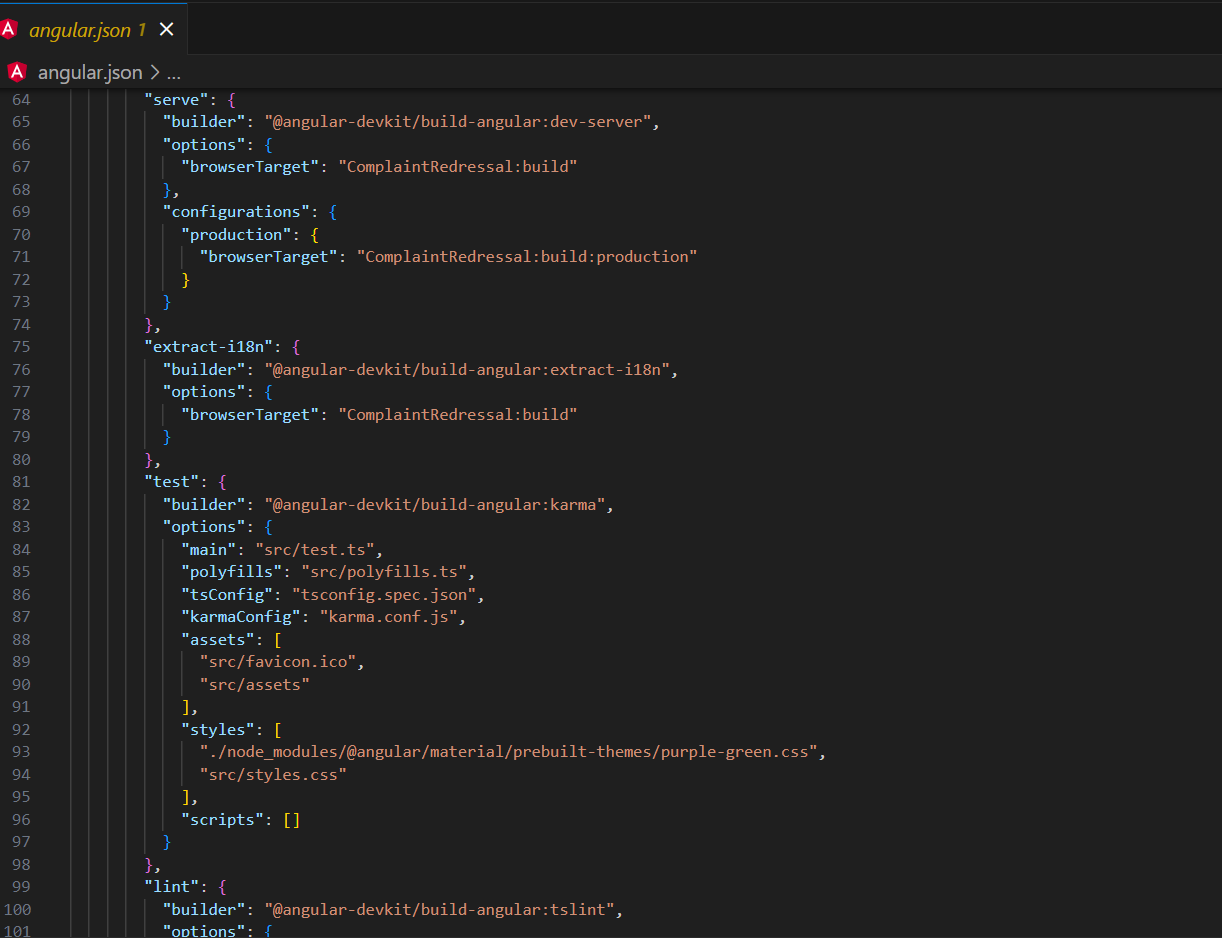 angular.json 1
angular.json > ...
64 "serve": {
65 "builder": "@angular-devkit/build-angular:dev-server",
66 "options": {
67 "browserTarget": "ComplaintRedressal:build"
68 },
69 "configurations": {
70 "production": {
71 "browserTarget": "ComplaintRedressal:build:production"
72 }
73 }
74 },
75 "extract-i18n": {
76 "builder": "@angular-devkit/build-angular:extract-i18n",
77 "options": {
78 "browserTarget": "ComplaintRedressal:build"
79 }
80 },
81 "test": {
82 "builder": "@angular-devkit/build-angular:karma",
83 "options": {
84 "main": "src/test.ts",
85 "polyfills": "src/polyfills.ts",
86 "tsConfig": "tsconfig.spec.json",
87 "karmaConfig": "karma.conf.js",
88 "assets": [
89 "src/favicon.ico",
90 "src/assets"
91 ],
92 "styles": [
93 "./node_modules/@angular/material/prebuilt-themes/purple-green.css",
94 "src/styles.css"
95 ],
96 "scripts": []
97 }
98 },
99 "lint": {
100 "builder": "@angular-devkit/build-angular:tslint",
101 "options": {